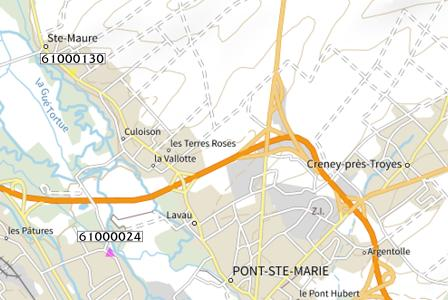 Ste-Maure
61000130
la Gué Tortue
Culoison
les Terres Roses
la Vallotte
Creney-près-Troyes
Lavau
Z.I.
les Pâtures
61000024
Argentolle
PONT-STE-MARIE
le Pont Hubert